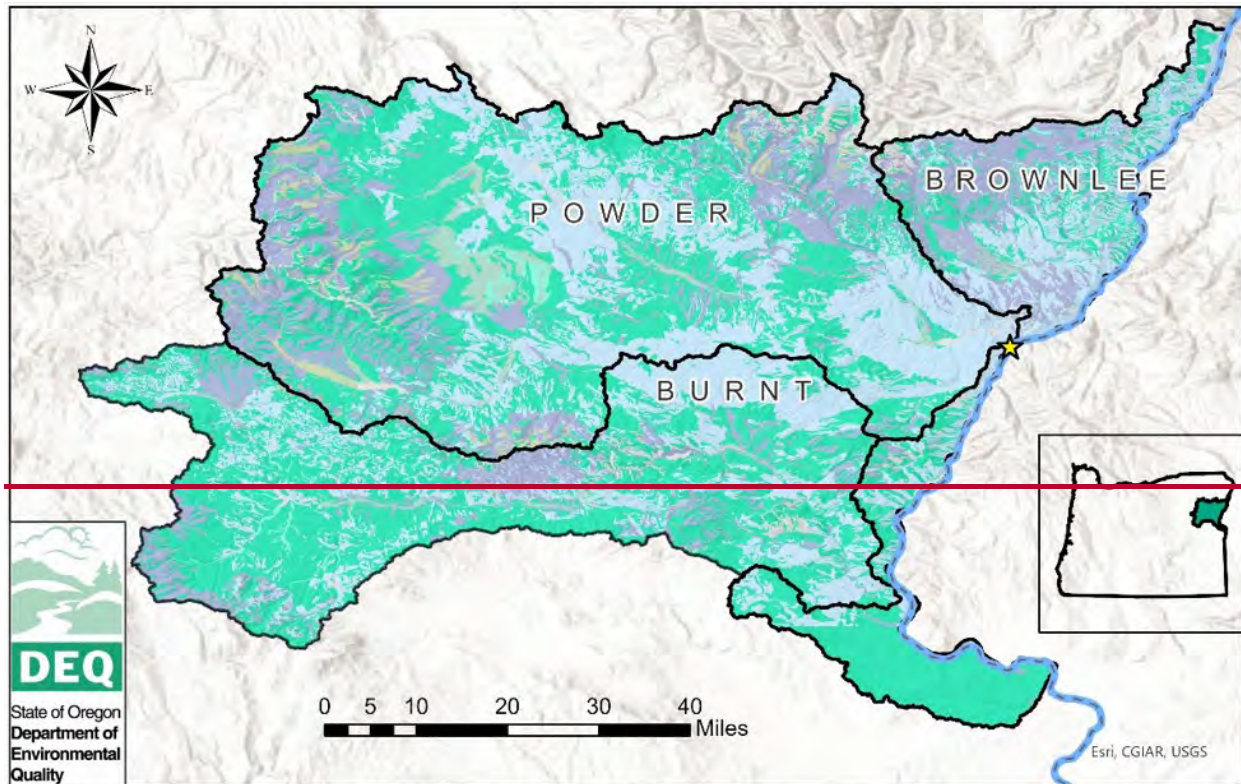 N
W E
S
BROWNLEE
POWDER
BURNT
DEQ
State of Oregon
Department of
Environmental
Quality
0 5 10 20 30 40
Miles
Esri, CGIAR, USGS